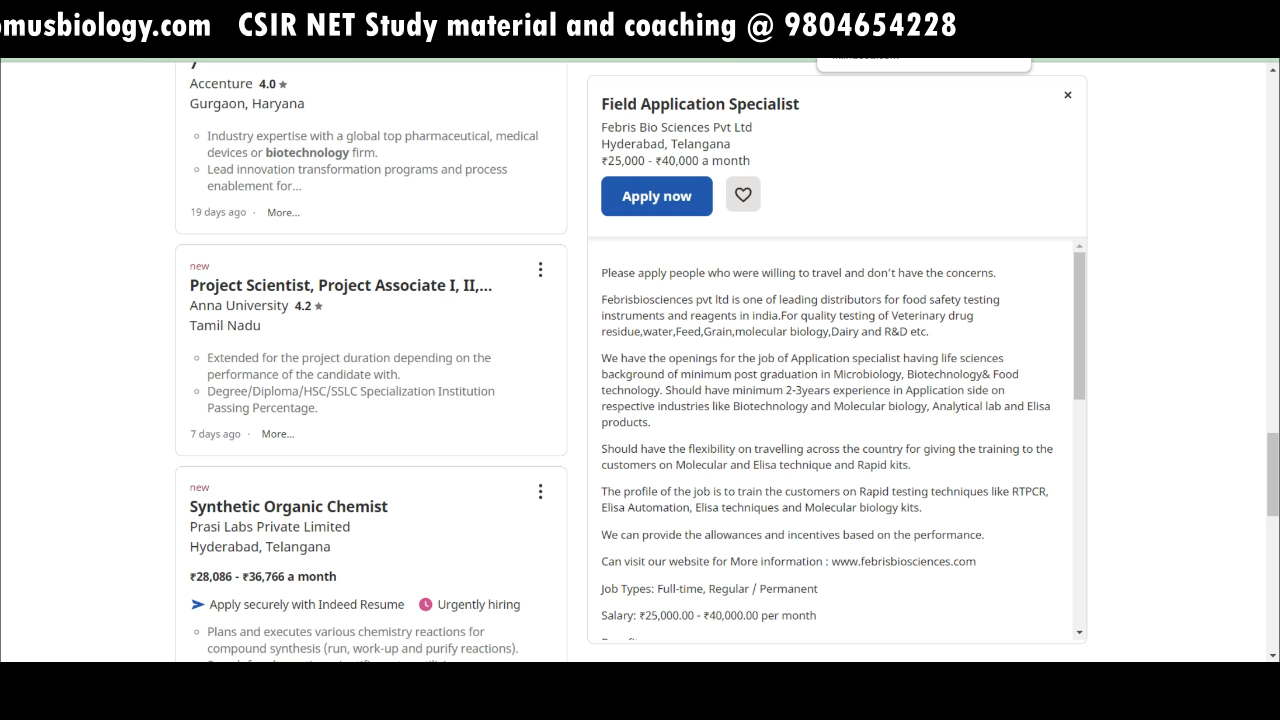 omusbiology.com CSIR NET Study material and coaching @ 9804654228
Accenture 4.0 ★
Gurgaon, Haryana
Industry expertise with a global top pharmaceutical, medical
devices or biotechnology firm.
Lead innovation transformation programs and process
enablement for...
19 days ago · More...
new
Project Scientist, Project Associate I, II,...
Anna University 4.2 ★
Tamil Nadu
Extended for the project duration depending on the
performance of the candidate with.
Degree/Diploma/HSC/SSLC Specialization Institution
Passing Percentage.
7 days ago · More...
new
Synthetic Organic Chemist
Prasi Labs Private Limited
Hyderabad, Telangana
₹28,086 - ₹36,766 a month
Apply securely with Indeed Resume Urgently hiring
Plans and executes various chemistry reactions for
compound synthesis (run, work-up and purify reactions).
Field Application Specialist
Febris Bio Sciences Pvt Ltd
Hyderabad, Telangana
₹25,000 - ₹40,000 a month
Apply now
Please apply people who were willing to travel and don't have the concerns.
Febrisbiosciences pvt ltd is one of leading distributors for food safety testing
instruments and reagents in india.For quality testing of Veterinary drug
residue,water,Feed,Grain,molecular biology,Dairy and R&D etc.
We have the openings for the job of Application specialist having life sciences
background of minimum post graduation in Microbiology, Biotechnology& Food
technology. Should have minimum 2-3years experience in Application side on
respective industries like Biotechnology and Molecular biology, Analytical lab and Elisa
products.
Should have the flexibility on travelling across the country for giving the training to the
customers on Molecular and Elisa technique and Rapid kits.
The profile of the job is to train the customers on Rapid testing techniques like RTPCR,
Elisa Automation, Elisa techniques and Molecular biology kits.
We can provide the allowances and incentives based on the performance.
Can visit our website for More information : www.febrisbiosciences.com
Job Types: Full-time, Regular / Permanent
Salary: ₹25,000.00 - ₹40,000.00 per month